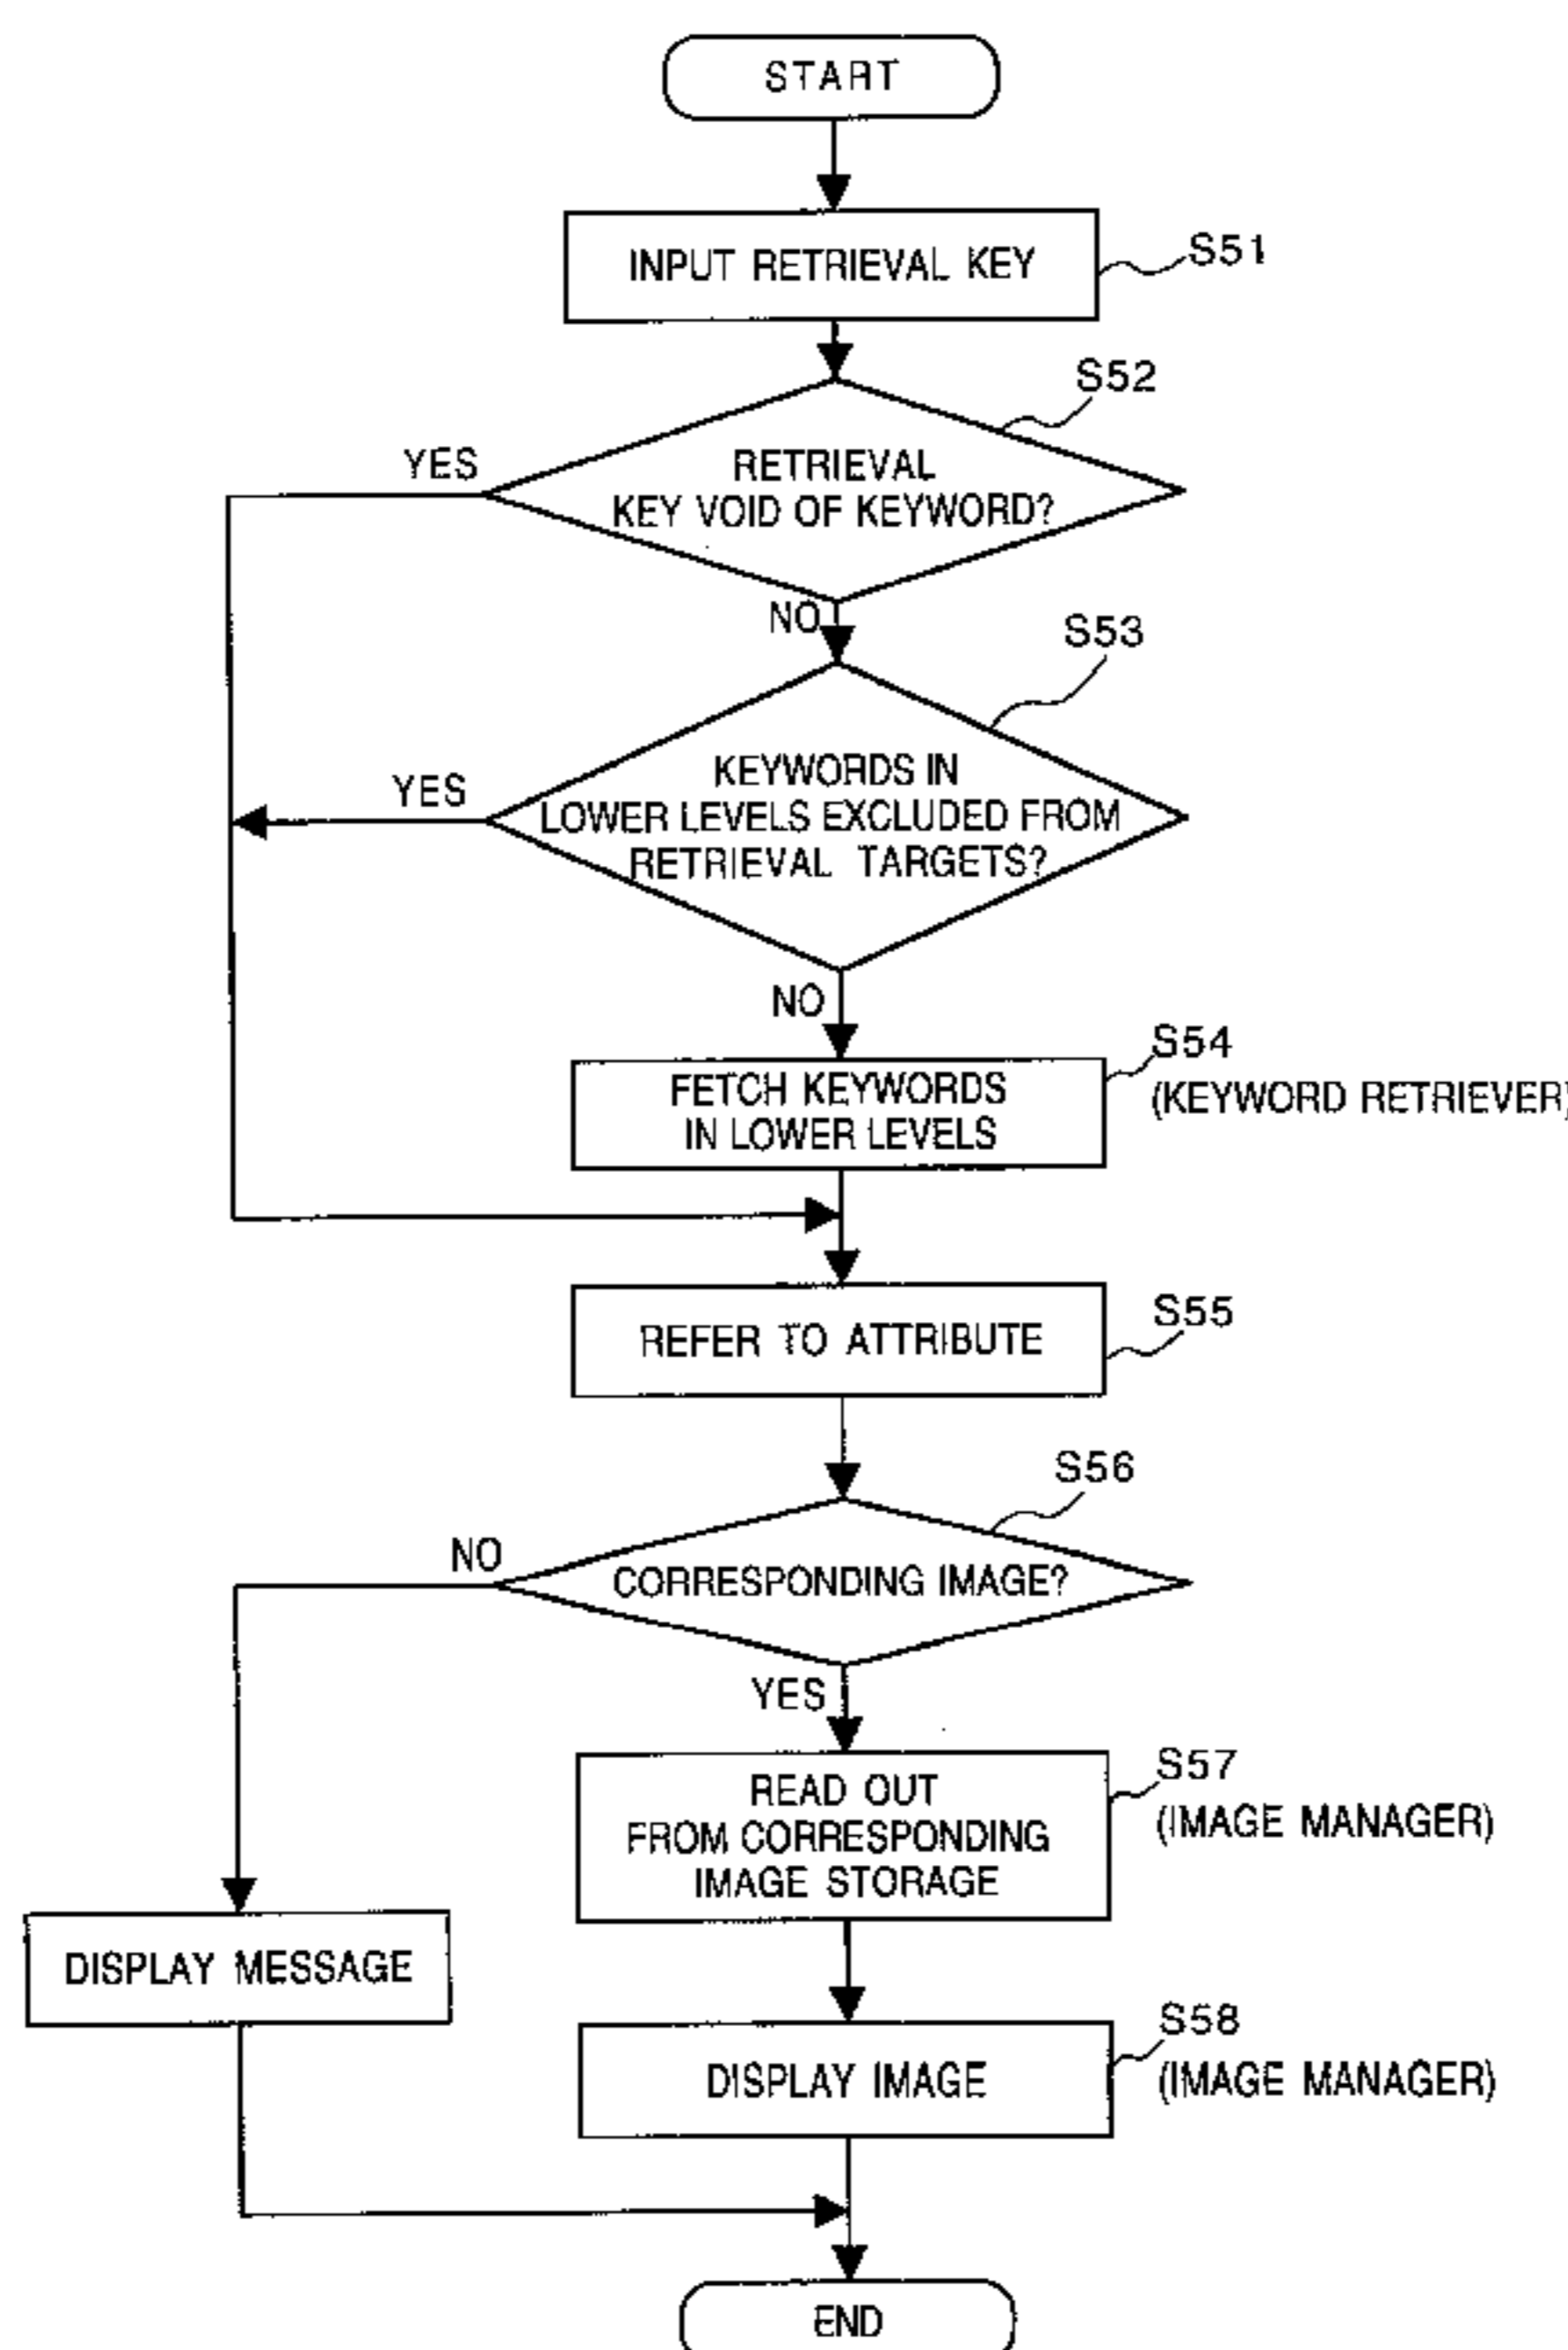 START
INPUT RETRIEVAL KEY
S51
S52
YES
RETRIEVAL
KEY VOID OF KEYWORD?
NO
S53
YES
KEYWORDS IN
LOWER LEVELS EXCLUDED FROM
RETRIEVAL TARGETS?
NO
S54
(KEYWORD RETRIEVER)
FETCH KEYWORDS
IN LOWER LEVELS
S55
REFER TO ATTRIBUTE
S56
NO
CORRESPONDING IMAGE?
YES
S57
(IMAGE MANAGER)
READ OUT
FROM CORRESPONDING
IMAGE STORAGE
DISPLAY MESSAGE
S58
(IMAGE MANAGER)
DISPLAY IMAGE
END